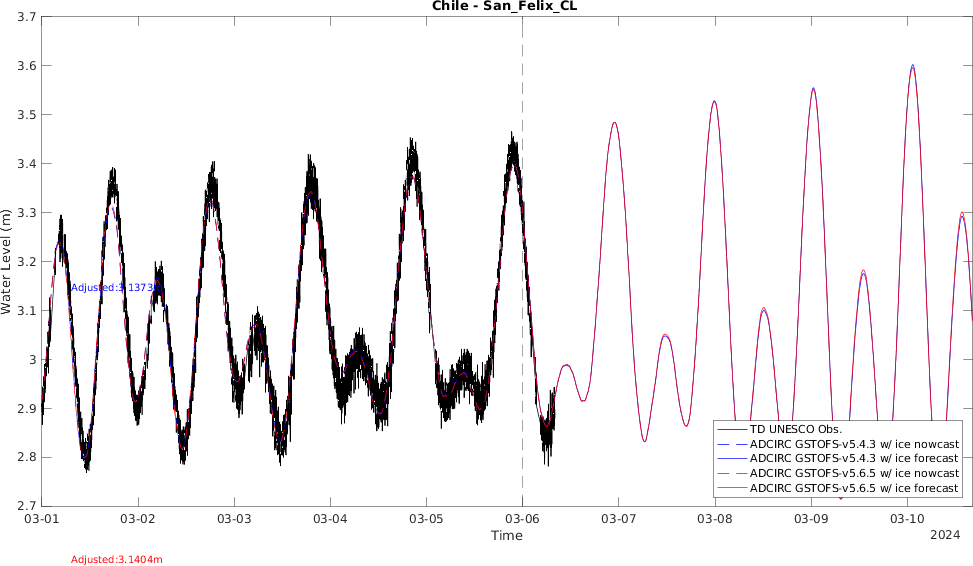 Chile - San_Felix_CL
3.7
3.6
3.5
3.4
3.3
3.2
3
2.9
2.8
2.7
Water Level (m)
Adjusted:3.1373m
TD UNESCO Obs.
ADCIRC GSTOFS-v5.4.3 w/ ice nowcast
ADCIRC GSTOFS-v5.4.3 w/ ice forecast
ADCIRC GSTOFS-v5.6.5 w/ ice nowcast
ADCIRC GSTOFS-v5.6.5 w/ ice forecast
03-01 03-02 03-03 03-04 03-05 03-06 03-07 03-08 03-09 03-10
Time
2024
Adjusted:3.1404m